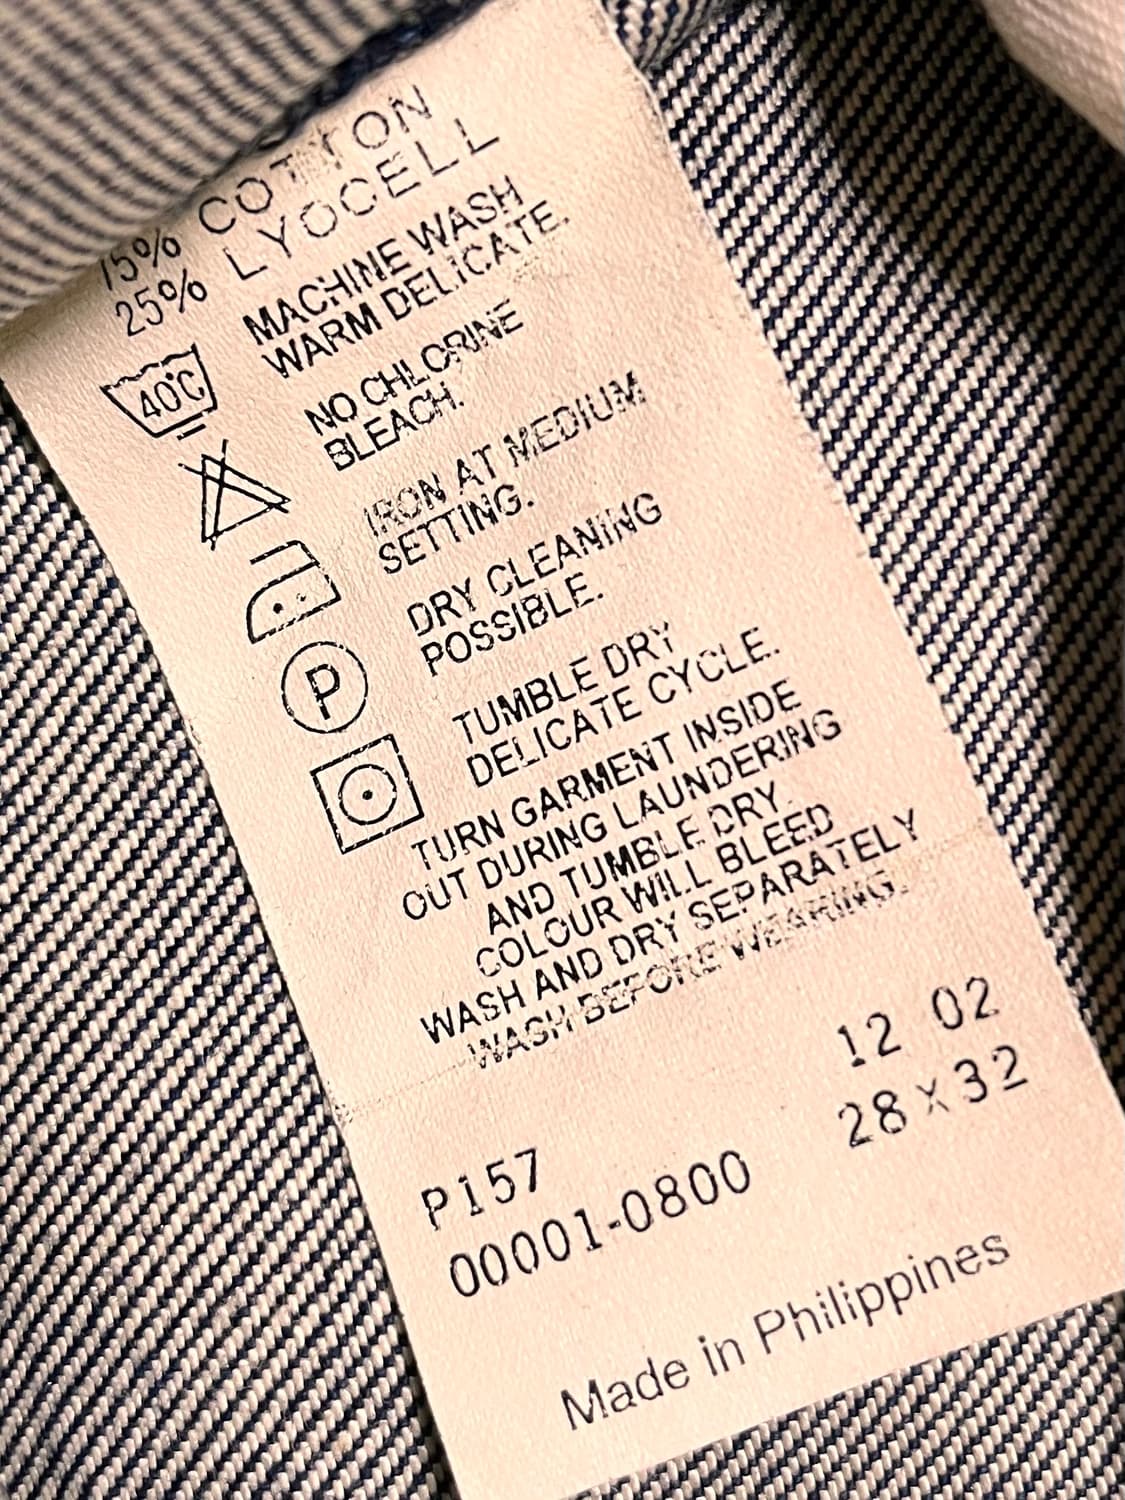 75% COTTON
25% LYOCELL
40°C
MACHINE WASH
WARM DELICATE.
NO CHLORINE
BLEACH.
IRON AT MEDIUM
SETTING.
P
DRY CLEANING
POSSIBLE.
TUMBLE DRY
DELICATE CYCLE.
TURN GARMENT INSIDE
OUT DURING LAUNDERING
AND TUMBLE DRY.
COLOUR WILL BLEED
WASH AND DRY SEPARATELY
WASH BEFORE WEARING.
12 02
28 x 32
P157
00001-0800
Made in Philippines